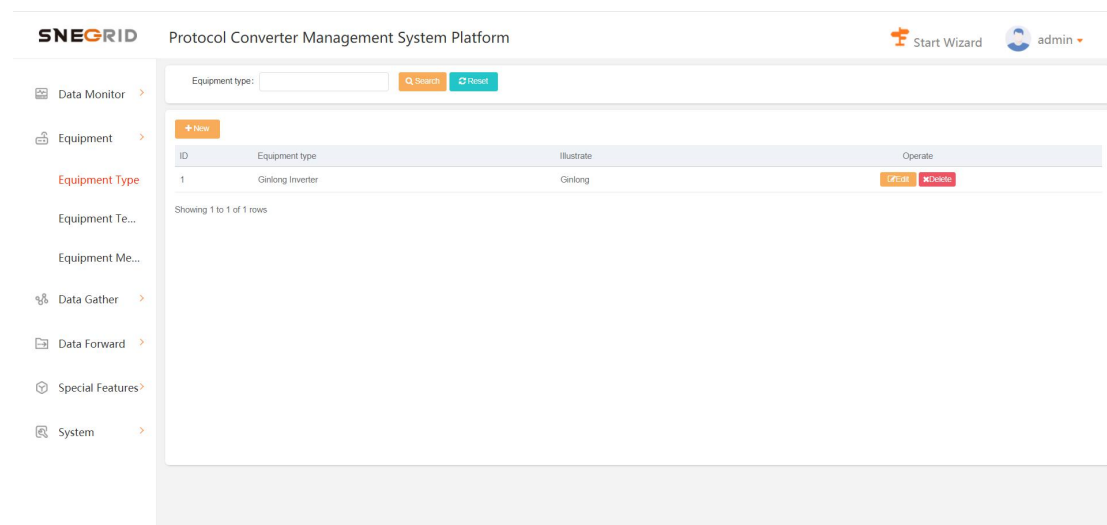 SNEGRID
Protocol Converter Management System Platform
Start Wizard
admin
Data Monitor
Equipment
Equipment Type
Equipment Te...
Equipment Me...
Data Gather
Data Forward
Special Features
System
Equipment type:
Search
Reset
New
ID Equipment type Illustrate Operate
1 Ginlong Inverter Ginlong Edit Delete
Showing 1 to 1 of 1 rows